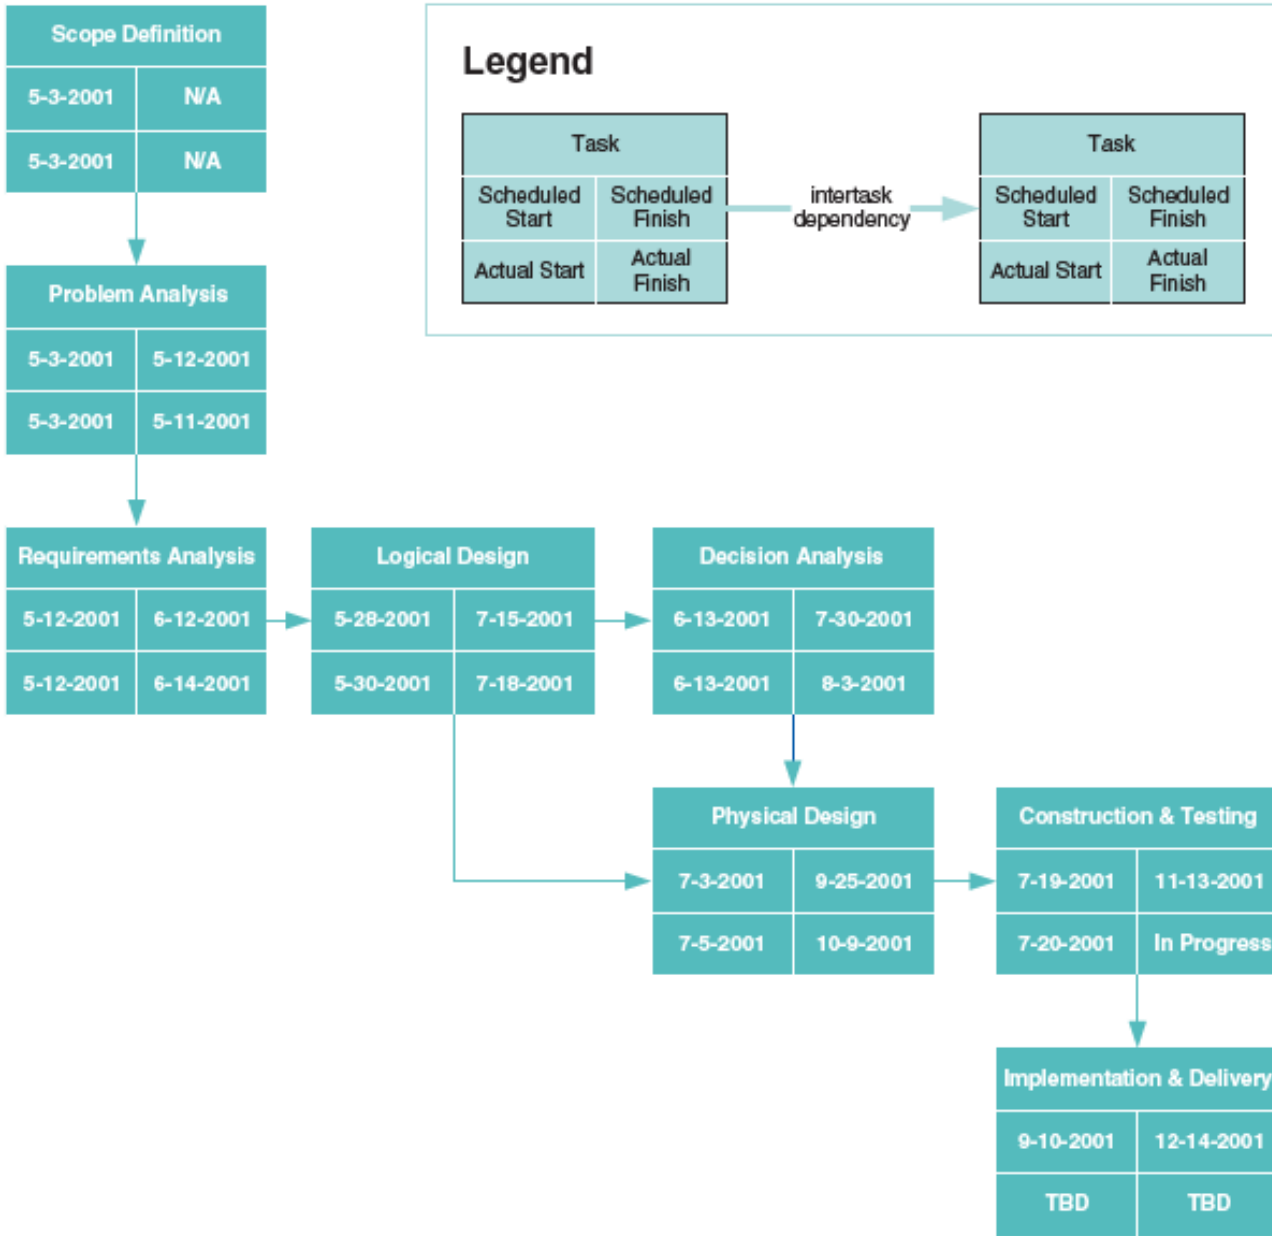 Scope Definition
5-3-2001 N/A
5-3-2001 N/A
Legend
Task
Scheduled Start
Scheduled Finish
Actual Start
Actual Finish
intertask dependency
Task
Scheduled Start
Scheduled Finish
Actual Start
Actual Finish
Problem Analysis
5-3-2001 5-12-2001
5-3-2001 5-11-2001
Requirements Analysis
5-12-2001 6-12-2001
5-12-2001 6-14-2001
Logical Design
5-28-2001 7-15-2001
5-30-2001 7-18-2001
Decision Analysis
6-13-2001 7-30-2001
6-13-2001 8-3-2001
Physical Design
7-3-2001 9-25-2001
7-5-2001 10-9-2001
Construction & Testing
7-19-2001 11-13-2001
7-20-2001 In Progress
Implementation & Delivery
9-10-2001 12-14-2001
TBD TBD